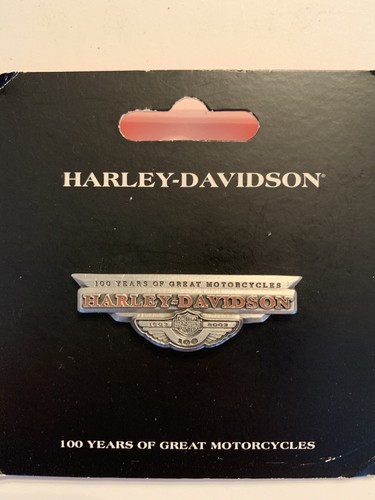 HARLEY-DAVIDSON®
100 YEARS OF GREAT MOTORCYCLES
HARLEY-DAVIDSON
1903 2003
100
100 YEARS OF GREAT MOTORCYCLES